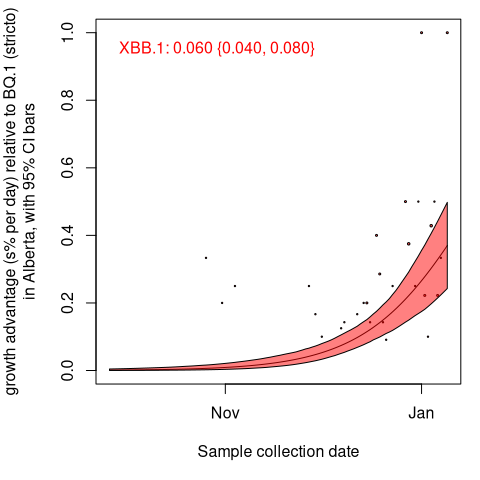 growth advantage (s% per day) relative to BQ.1 (stricto)
in Alberta, with 95% CI bars
1.0
0.8
0.6
0.4
0.2
0.0
XBB.1: 0.060 {0.040, 0.080}
Nov
Jan
Sample collection date